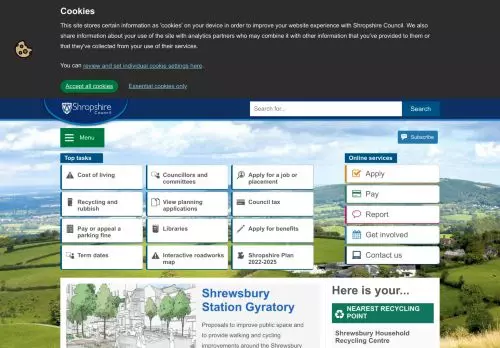 Cookies
This site stores certain information as 'cookies' on your device in order to improve your website experience with Shropshire Council. We also
share information about your use of the site with analytics partners who may combine it with other information that you've provided to them or
that they've collected from your use of their services.
You can review and set individual cookie settings here.
Accept all cookies
Essential cookies only
Shropshire
Council
Search for...
Search
Menu
Subscribe
Top tasks
Online services
Cost of living
Councillors and
committees
Apply for a job or
placement
Apply
Recycling and
rubbish
View planning
applications
Council tax
Pay
Pay or appeal a
parking fine
Libraries
Apply for benefits
Report
Get involved
Term dates
Interactive roadworks
map
Shropshire Plan
2022-2025
Contact us
Shrewsbury
Station Gyratory
Proposals to improve public space and
to provide walking and cycling
improvements around the Shrewsbury
Here is your...
NEAREST RECYCLING
POINT
Shrewsbury Household
Recycling Centre